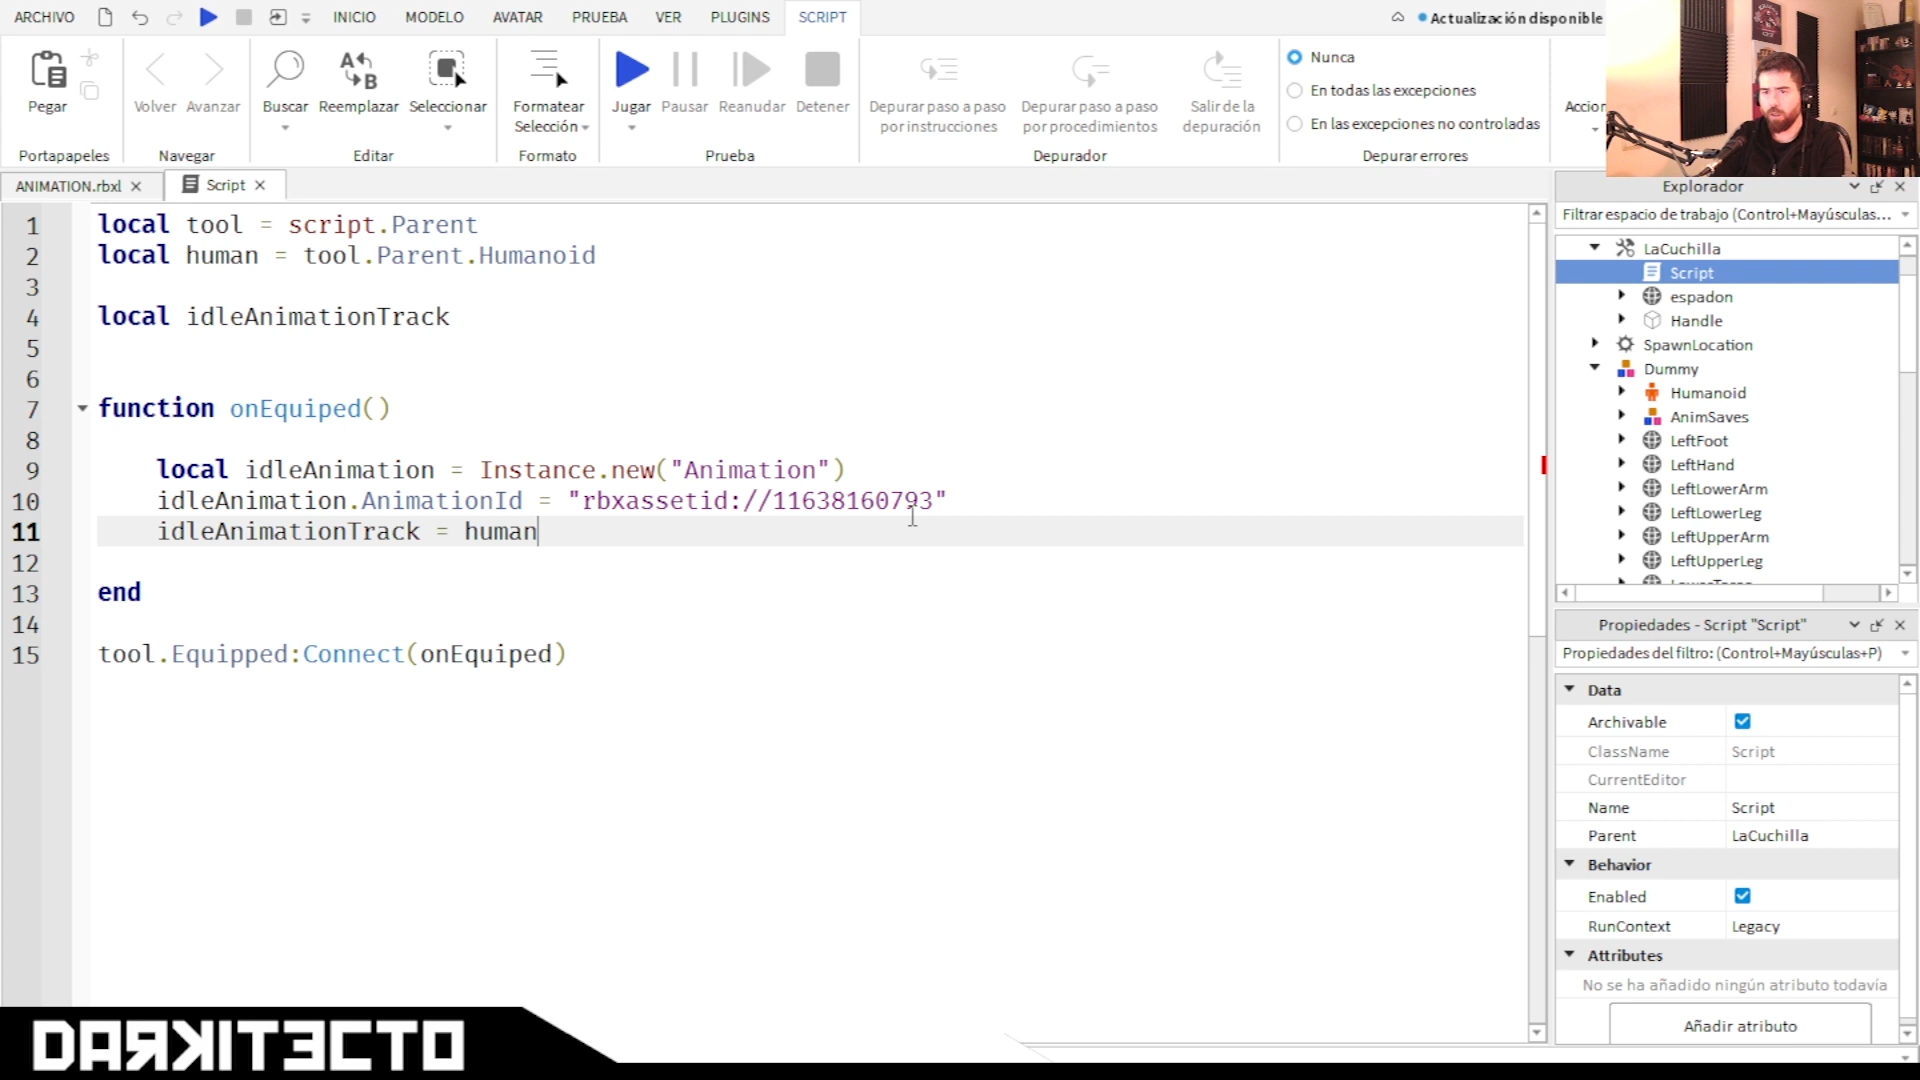 ARCHIVO INICIO MODELO AVATAR PRUEBA VER PLUGINS SCRIPT Actualización disponible
Pegar Volver Avanzar Buscar Reemplazar Seleccionar Formatear Selección Jugar Pausar Reanudar Detener Depurar paso a paso por instrucciones Depurar paso a paso por procedimientos Salir de la depuración
Nunca
En todas las excepciones
En las excepciones no controladas
Portapapeles Navegar Editar Formato Prueba Depurador Depurar errores
ANIMATION.rbxl Script
1 local tool = script.Parent
2 local human = tool.Parent.Humanoid
3
4 local idleAnimationTrack
5
6
7 function onEquiped()
8
9 local idleAnimation = Instance.new("Animation")
10 idleAnimation.AnimationId = "rbxassetid://11638160793"
11 idleAnimationTrack = human
12
13 end
14
15 tool.Equipped:Connect(onEquiped)
Explorador
Filtrar espacio de trabajo (Control+Mayúsculas...
LaCuchilla
Script
espadon
Handle
SpawnLocation
Dummy
Humanoid
AnimSaves
LeftFoot
LeftHand
LeftLowerArm
LeftLowerLeg
LeftUpperArm
LeftUpperLeg
Propiedades - Script "Script"
Propiedades del filtro: (Control+Mayúsculas+P)
Data
Archivable
ClassName Script
CurrentEditor
Name Script
Parent LaCuchilla
Behavior
Enabled
RunContext Legacy
Attributes
No se ha añadido ningún atributo todavía
Añadir atributo
DARKITECTO